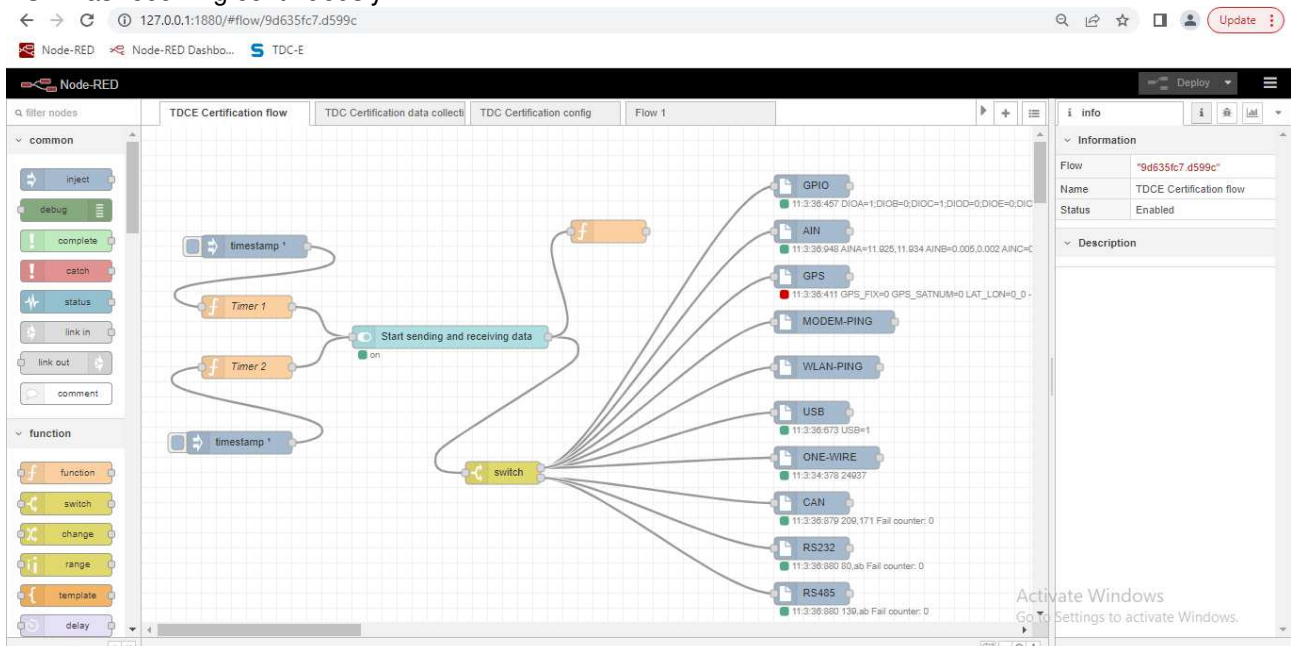 127.0.0.1:1880/#flow/9d635fc7.d599c
Update
Node-RED Node-RED Dashbo... TDC-E
Node-RED
Deploy
filter nodes
TDCE Certification flow TDC Certification data collecti TDC Certification config Flow 1
i info
common
inject
debug
complete
catch
status
link in
link out
comment
function
function
switch
change
range
template
delay
timestamp *
Timer 1
Start sending and receiving data
on
Timer 2
timestamp *
switch
GPIO
11:3:36:457 DIOA=1;DIOB=0;DIOC=1;DIOD=0;DIOE=0;DIC
AIN
11:3:36:948 AINA=11.925,11.934 AINB=0.005,0.002 AINC=0
GPS
11:3:36:411 GPS_FIX=0 GPS_SATNUM=0 LAT_LON=0_0 -
MODEM-PING
WLAN-PING
USB
11:3:36:673 USB=1
ONE-WIRE
11:3:34:378 24937
CAN
11:3:36:879 209,171 Fail counter: 0
RS232
11:3:36:880 80,ab Fail counter: 0
RS485
11:3:36:880 139,ab Fail counter: 0
Information
Flow "9d635fc7.d599c"
Name TDCE Certification flow
Status Enabled
Description
Activate Windows
Go to Settings to activate Windows.